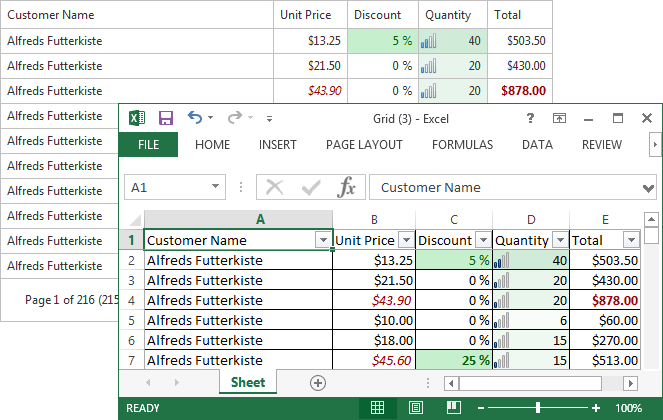 Customer Name Unit Price Discount Quantity Total
Alfreds Futterkiste $13.25 5 % 40 $503.50
Alfreds Futterkiste $21.50 0 % 20 $430.00
Alfreds Futterkiste $43.90 0 % 20 $878.00
Alfreds Futterkiste
Alfreds Futterkiste
Alfreds Futterkiste
Alfreds Futterkiste
Alfreds Futterkiste
Alfreds Futterkiste
Alfreds Futterkiste
Page 1 of 216 (215
Grid (3) - Excel ?
FILE HOME INSERT PAGE LAYOUT FORMULAS DATA REVIEW
A1 fx Customer Name
A B C D E
1 Customer Name Unit Price Discount Quantity Total
2 Alfreds Futterkiste $13.25 5 % 40 $503.50
3 Alfreds Futterkiste $21.50 0 % 20 $430.00
4 Alfreds Futterkiste $43.90 0 % 20 $878.00
5 Alfreds Futterkiste $10.00 0 % 6 $60.00
6 Alfreds Futterkiste $18.00 0 % 15 $270.00
7 Alfreds Futterkiste $45.60 25 % 15 $513.00
Sheet
READY 100%